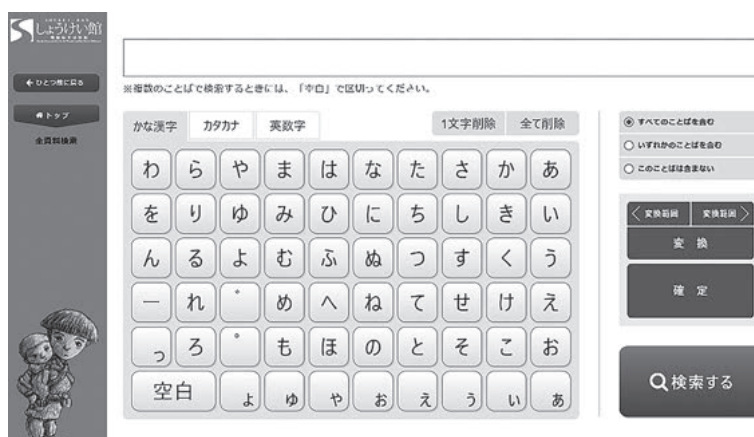 しょうけい館
←ひとつ前に戻る
トップ
全資料検索
※複数のことばで検索するときには、「空白」で区切ってください。
かな漢字 カタカナ 英数字 1文字削除 全て削除
わ ら や ま は な た さ か あ
を り ゆ み ひ に ち し き い
ん る よ む ふ ぬ つ す く う
ー れ ゛ め へ ね て せ け え
っ ろ ゜ も ほ の と そ こ お
空白 ょ ゅ ゃ ぉ ぇ ぅ ぃ ぁ
すべてのことばを含む
いずれかのことばを含む
このことばは含まない
〈 変換範囲 変換範囲 〉
変 換
確 定
検索する